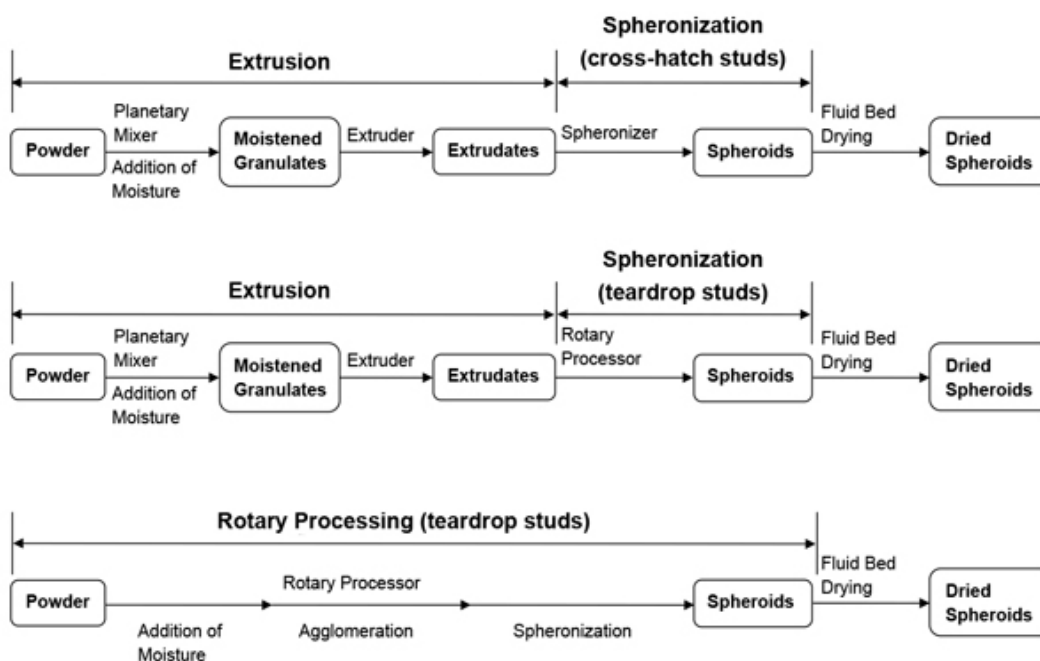 Spheronization
(cross-hatch studs)
Extrusion
Planetary
Mixer
Addition of
Moisture
Powder
Moistened
Granulates
Extruder
Extrudates
Spheronizer
Spheroids
Fluid Bed
Drying
Dried
Spheroids
Spheronization
(teardrop studs)
Extrusion
Planetary
Mixer
Addition of
Moisture
Powder
Moistened
Granulates
Extruder
Extrudates
Rotary
Processor
Spheroids
Fluid Bed
Drying
Dried
Spheroids
Rotary Processing (teardrop studs)
Powder
Addition of
Moisture
Rotary Processor
Agglomeration
Spheronization
Spheroids
Fluid Bed
Drying
Dried
Spheroids